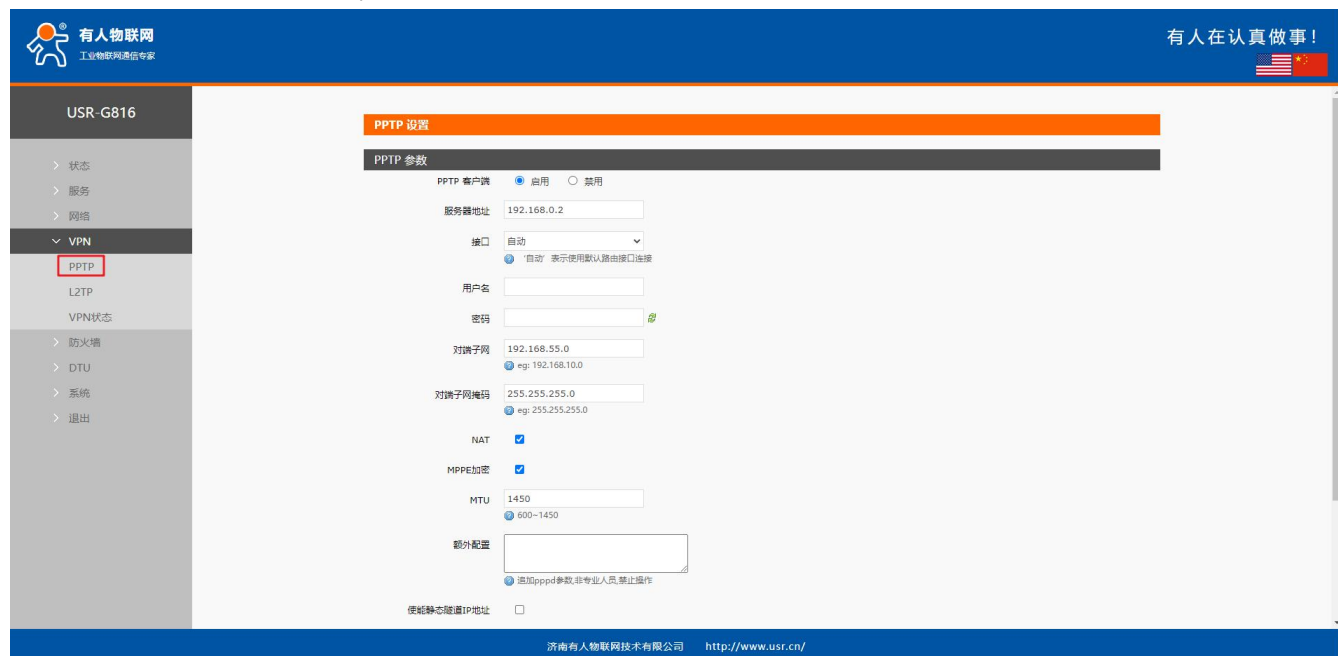 有人物联网
工业物联网通信专家
有人在认真做事!
USR-G816
状态
服务
网络
VPN
PPTP
L2TP
VPN状态
防火墙
DTU
系统
退出
PPTP 设置
PPTP 参数
PPTP 客户端 启用 禁用
服务器地址 192.168.0.2
接口 自动
'自动' 表示使用默认路由接口连接
用户名
密码
对端子网 192.168.55.0
eg: 192.168.10.0
对端子网掩码 255.255.255.0
eg: 255.255.255.0
NAT
MPPE加密
MTU 1450
600~1450
额外配置
追加pppd参数,非专业人员,禁止操作
使能静态隧道IP地址
济南有人物联网技术有限公司 http://www.usr.cn/